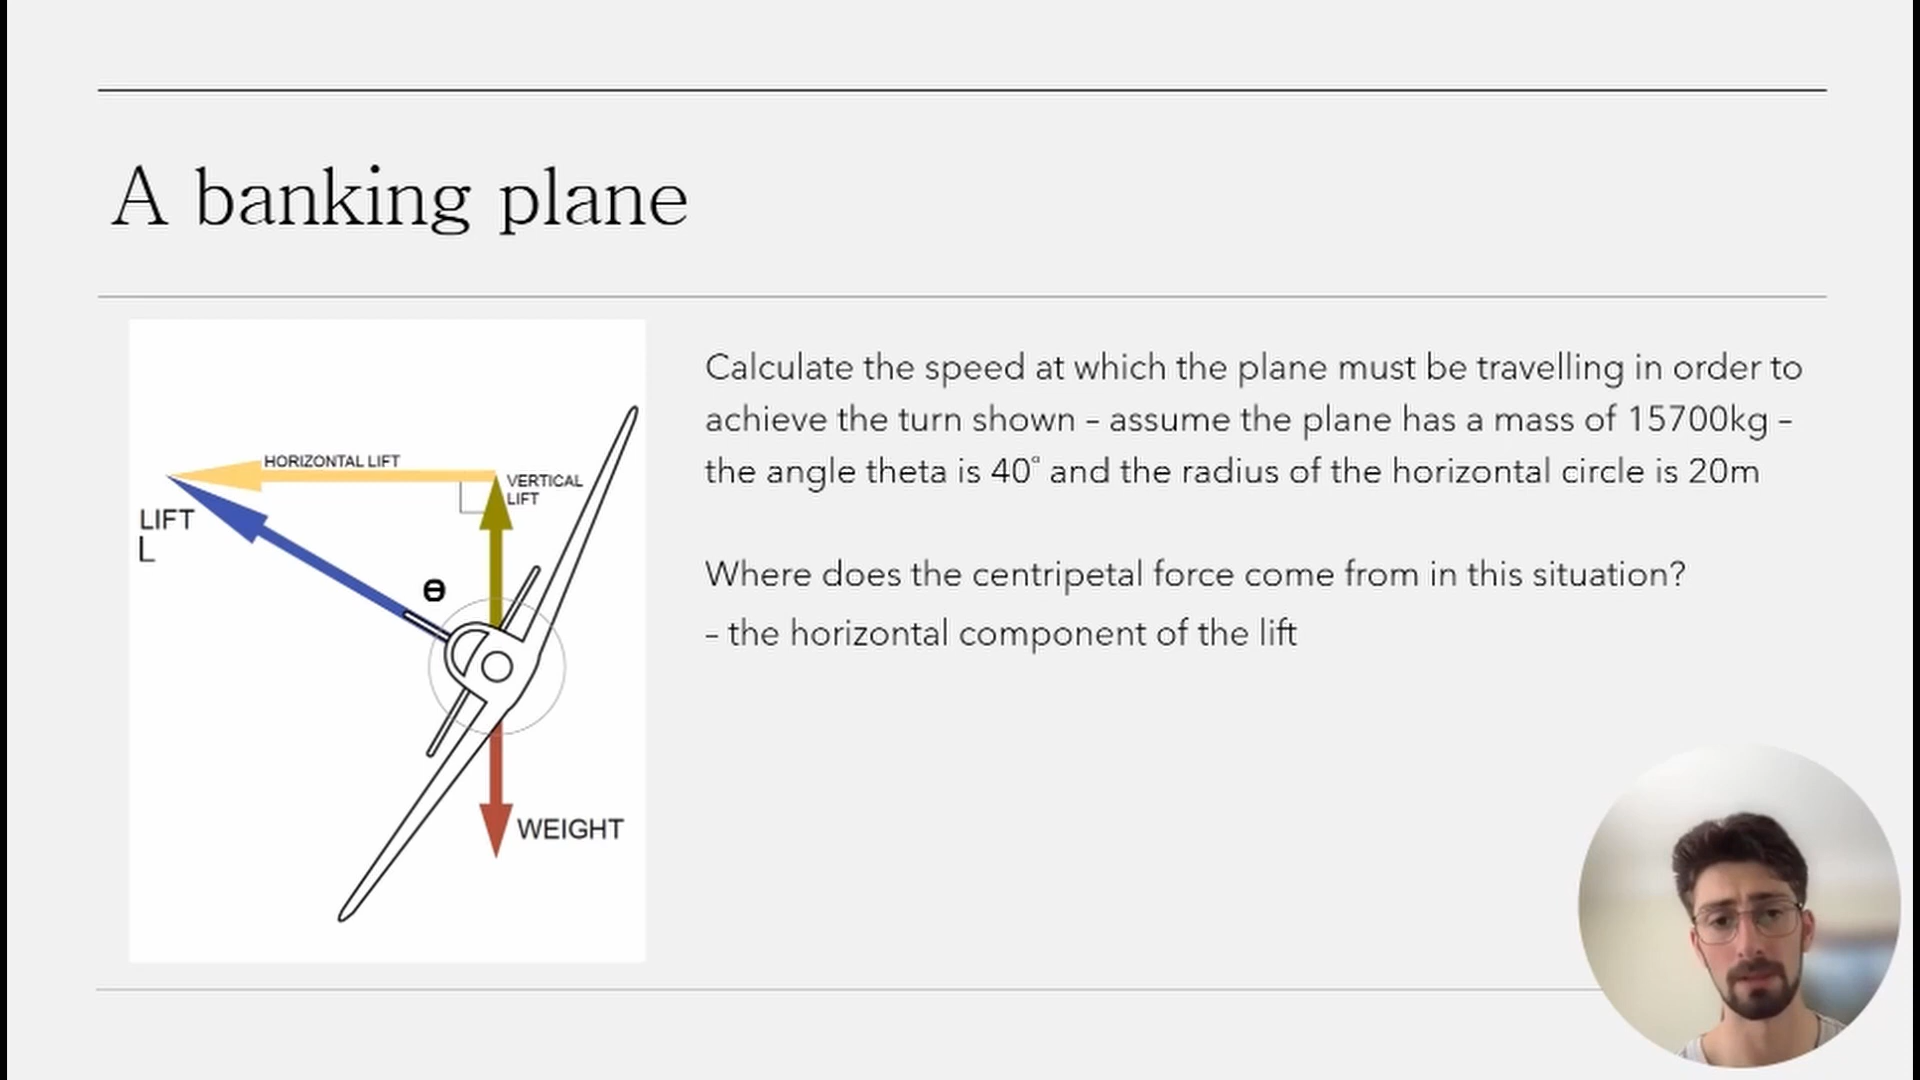 A banking plane
HORIZONTAL LIFT
VERTICAL
LIFT
LIFT
L
Ө
WEIGHT
Calculate the speed at which the plane must be travelling in order to
achieve the turn shown – assume the plane has a mass of 15700kg –
the angle theta is 40° and the radius of the horizontal circle is 20m
Where does the centripetal force come from in this situation?
– the horizontal component of the lift